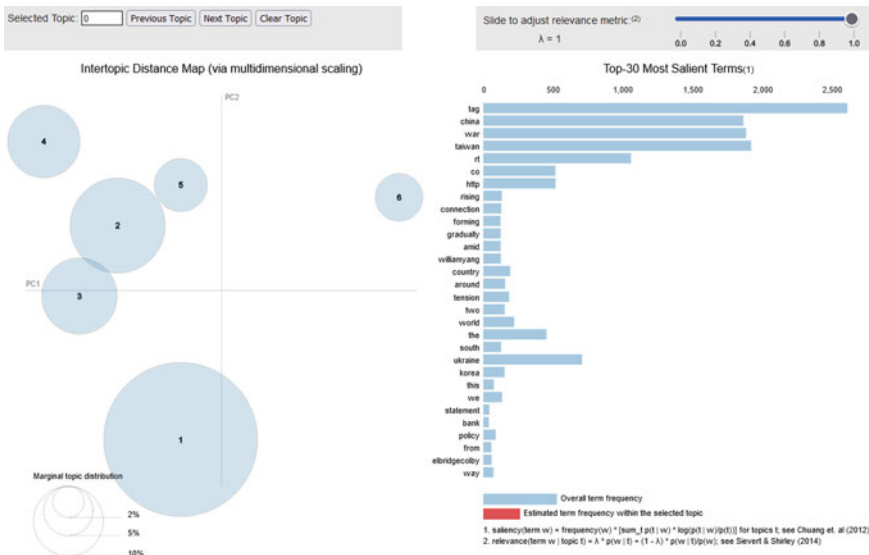 Selected Topic: 0 Previous Topic Next Topic Clear Topic
Slide to adjust relevance metric:(2)
λ = 1
0.0 0.2 0.4 0.6 0.8 1.0
Intertopic Distance Map (via multidimensional scaling)
PC2
PC1
4
5
6
2
3
1
Marginal topic distribution
2%
5%
10%
Top-30 Most Salient Terms(1)
0 500 1,000 1,500 2,000 2,500
tag
china
war
taiwan
rt
co
http
rising
connection
forming
gradually
amid
williamyang
country
around
tension
two
world
the
south
ukraine
korea
this
we
statement
bank
policy
from
elbridgecolby
way
Overall term frequency
Estimated term frequency within the selected topic
1. saliency(term w) = frequency(w) * [sum_t p(t | w) * log(p(t | w)/p(t))] for topics t; see Chuang et. al (2012)
2. relevance(term w | topic t) = λ * p(w | t) + (1 - λ) * p(w | t)/p(w); see Sievert & Shirley (2014)